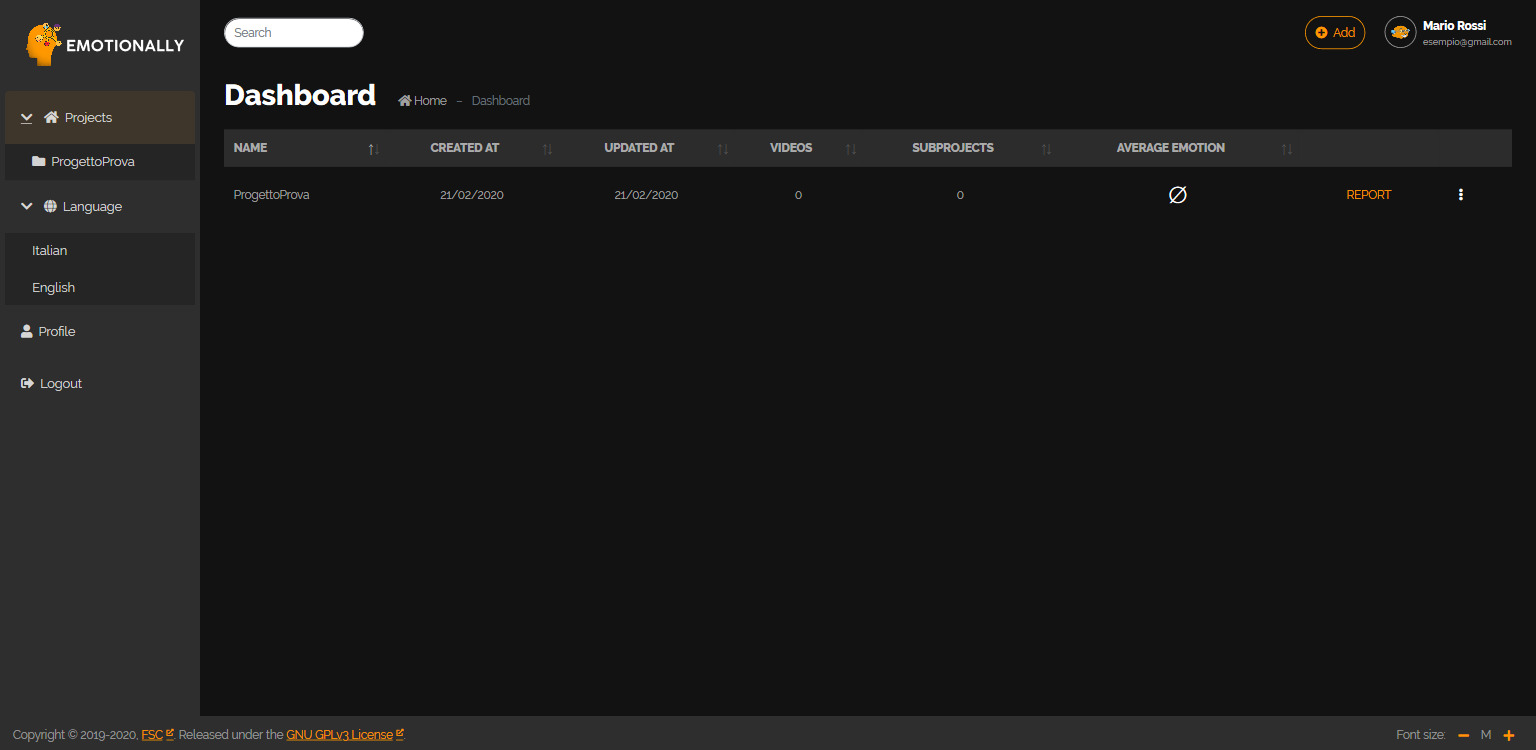 EMOTIONALLY
Search
Add
Mario Rossi
esempio@gmail.com
Projects
ProgettoProva
Language
Italian
English
Profile
Logout
Dashboard
Home – Dashboard
NAME CREATED AT UPDATED AT VIDEOS SUBPROJECTS AVERAGE EMOTION
ProgettoProva 21/02/2020 21/02/2020 0 0 ∅ REPORT
Copyright © 2019-2020, FSC. Released under the GNU GPLv3 License
Font size: − M +